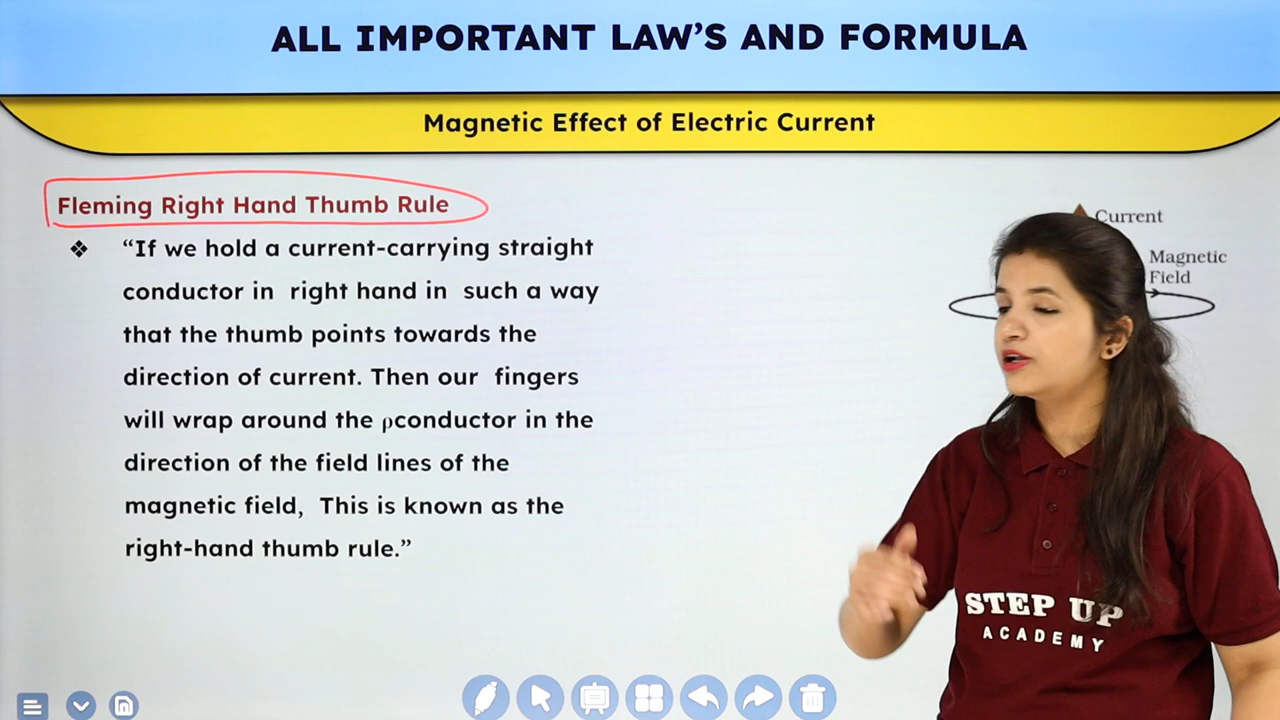 ALL IMPORTANT LAW'S AND FORMULA
Magnetic Effect of Electric Current
Fleming Right Hand Thumb Rule
❖ “If we hold a current-carrying straight
conductor in right hand in such a way
that the thumb points towards the
direction of current. Then our fingers
will wrap around the ρconductor in the
direction of the field lines of the
magnetic field, This is known as the
right-hand thumb rule.”
Current
Magnetic
Field
STEP UP
ACADEMY